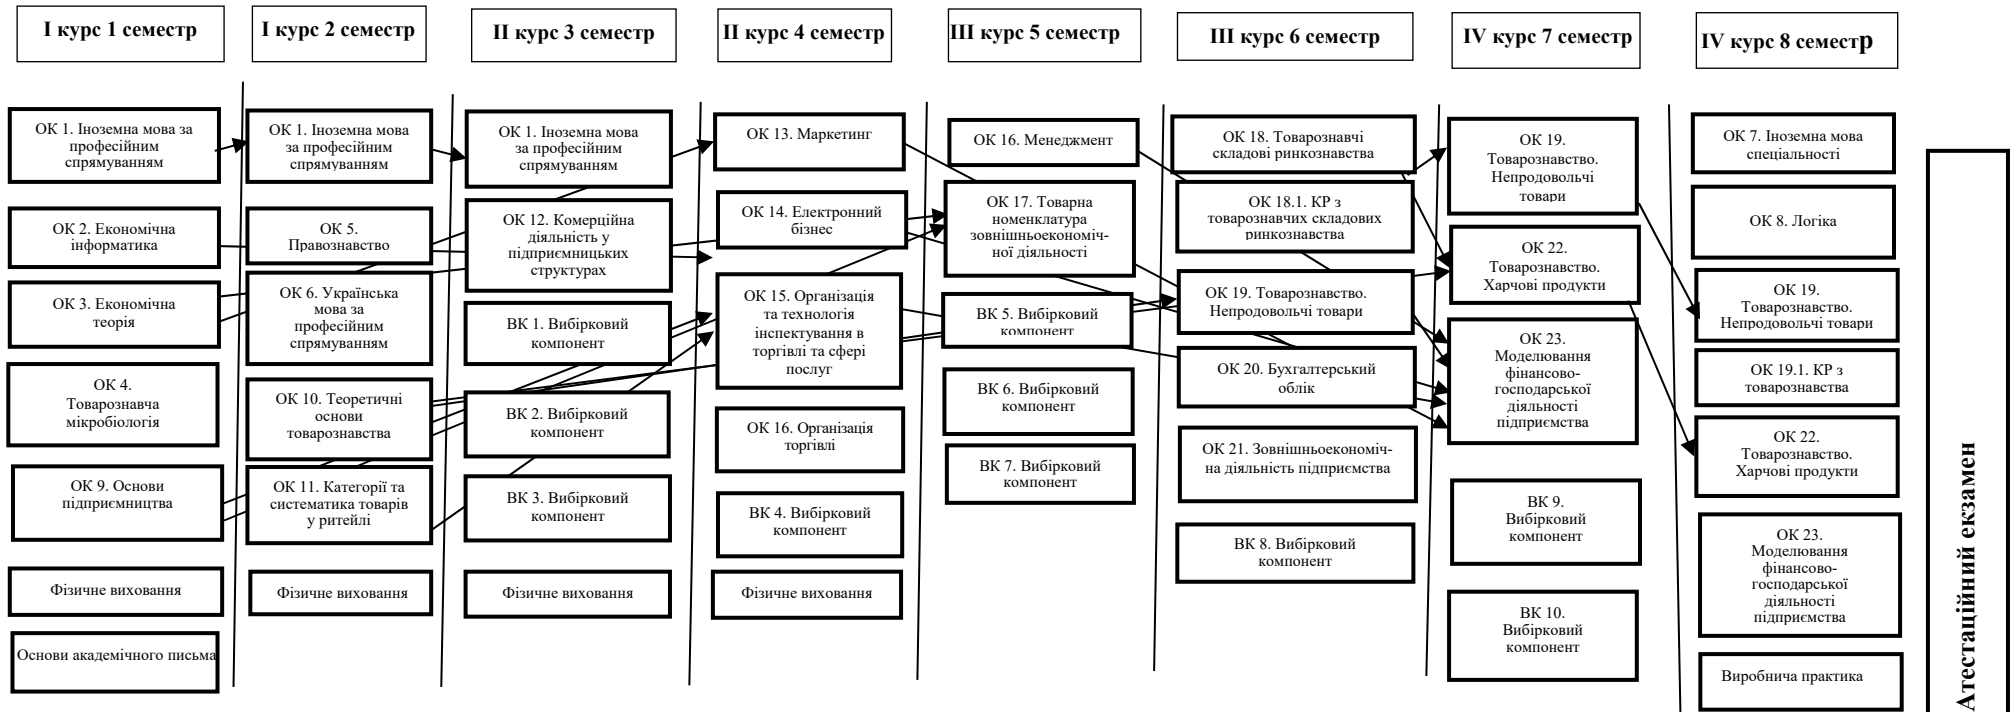 І курс 1 семестр
І курс 2 семестр
ІІ курс 3 семестр
ІІ курс 4 семестр
ІІІ курс 5 семестр
ІІІ курс 6 семестр
ІV курс 7 семестр
ІV курс 8 семестр
ОК 1. Іноземна мова за
професійним
спрямуванням
ОК 2. Економічна
інформатика
ОК 3. Економічна
теорія
ОК 4.
Товарознавча
мікробіологія
ОК 9. Основи
підприємництва
Фізичне виховання
Основи академічного письма
ОК 1. Іноземна мова
за професійним
спрямуванням
ОК 5.
Правознавство
ОК 6. Українська
мова за
професійним
спрямуванням
ОК 10. Теоретичні
основи
товарознавства
ОК 11. Категорії та
систематика товарів
у ритейлі
Фізичне виховання
ОК 1. Іноземна мова
за професійним
спрямуванням
ОК 12. Комерційна
діяльність у
підприємницьких
структурах
ВК 1. Вибірковий
компонент
ВК 2. Вибірковий
компонент
ВК 3. Вибірковий
компонент
Фізичне виховання
ОК 13. Маркетинг
ОК 14. Електронний
бізнес
ОК 15. Організація
та технологія
інспектування в
торгівлі та сфері
послуг
ОК 16. Організація
торгівлі
ВК 4. Вибірковий
компонент
Фізичне виховання
ОК 16. Менеджмент
ОК 17. Товарна
номенклатура
зовнішньоекономіч-
ної діяльності
ВК 5. Вибірковий
компонент
ВК 6. Вибірковий
компонент
ВК 7. Вибірковий
компонент
ОК 18. Товарознавчі
складові ринкознавства
ОК 18.1. КР з
товарознавчих складових
ринкознавства
ОК 19. Товарознавство.
Непродовольчі товари
ОК 20. Бухгалтерський
облік
ОК 21. Зовнішньоекономіч-
на діяльність підприємства
ВК 8. Вибірковий
компонент
ОК 19.
Товарознавство.
Непродовольчі
товари
ОК 22.
Товарознавство.
Харчові продукти
ОК 23.
Моделювання
фінансово-
господарської
діяльності
підприємства
ВК 9.
Вибірковий
компонент
ВК 10.
Вибірковий
компонент
ОК 7. Іноземна мова
спеціальності
ОК 8. Логіка
ОК 19.
Товарознавство.
Непродовольчі товари
ОК 19.1. КР з
товарознавства
ОК 22.
Товарознавство.
Харчові продукти
ОК 23.
Моделювання
фінансово-
господарської
діяльності
підприємства
Виробнича практика
Атестаційний екзамен